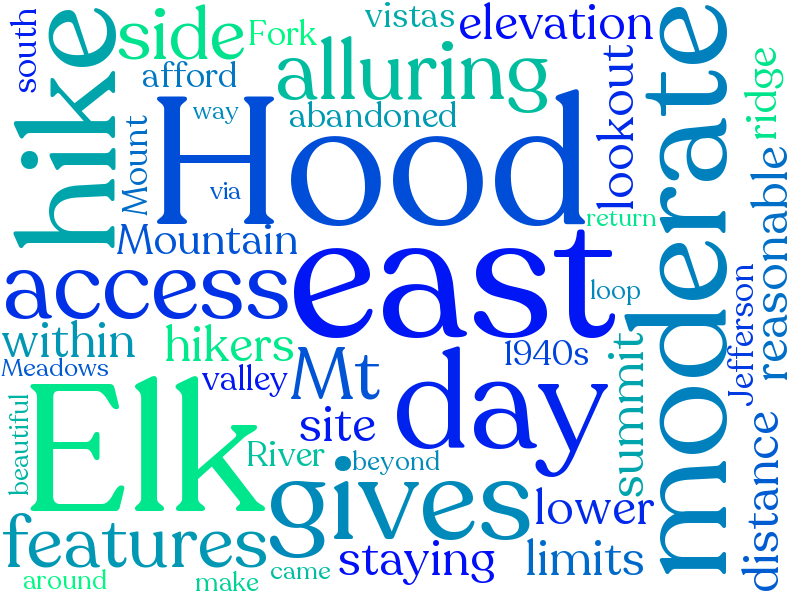 south
hike
side
Fork
vistas
elevation
afford
alluring
way
abandoned
lookout
moderate
ridge
Mount
Hood
via
return
reasonable
Mountain
access
east
loop
Jefferson
within
hikers
Meadows
valley
Mt
1940s
summit
day
beautiful
Elk
site
River
beyond
gives
lower
distance
features
staying
limits
around
make
came